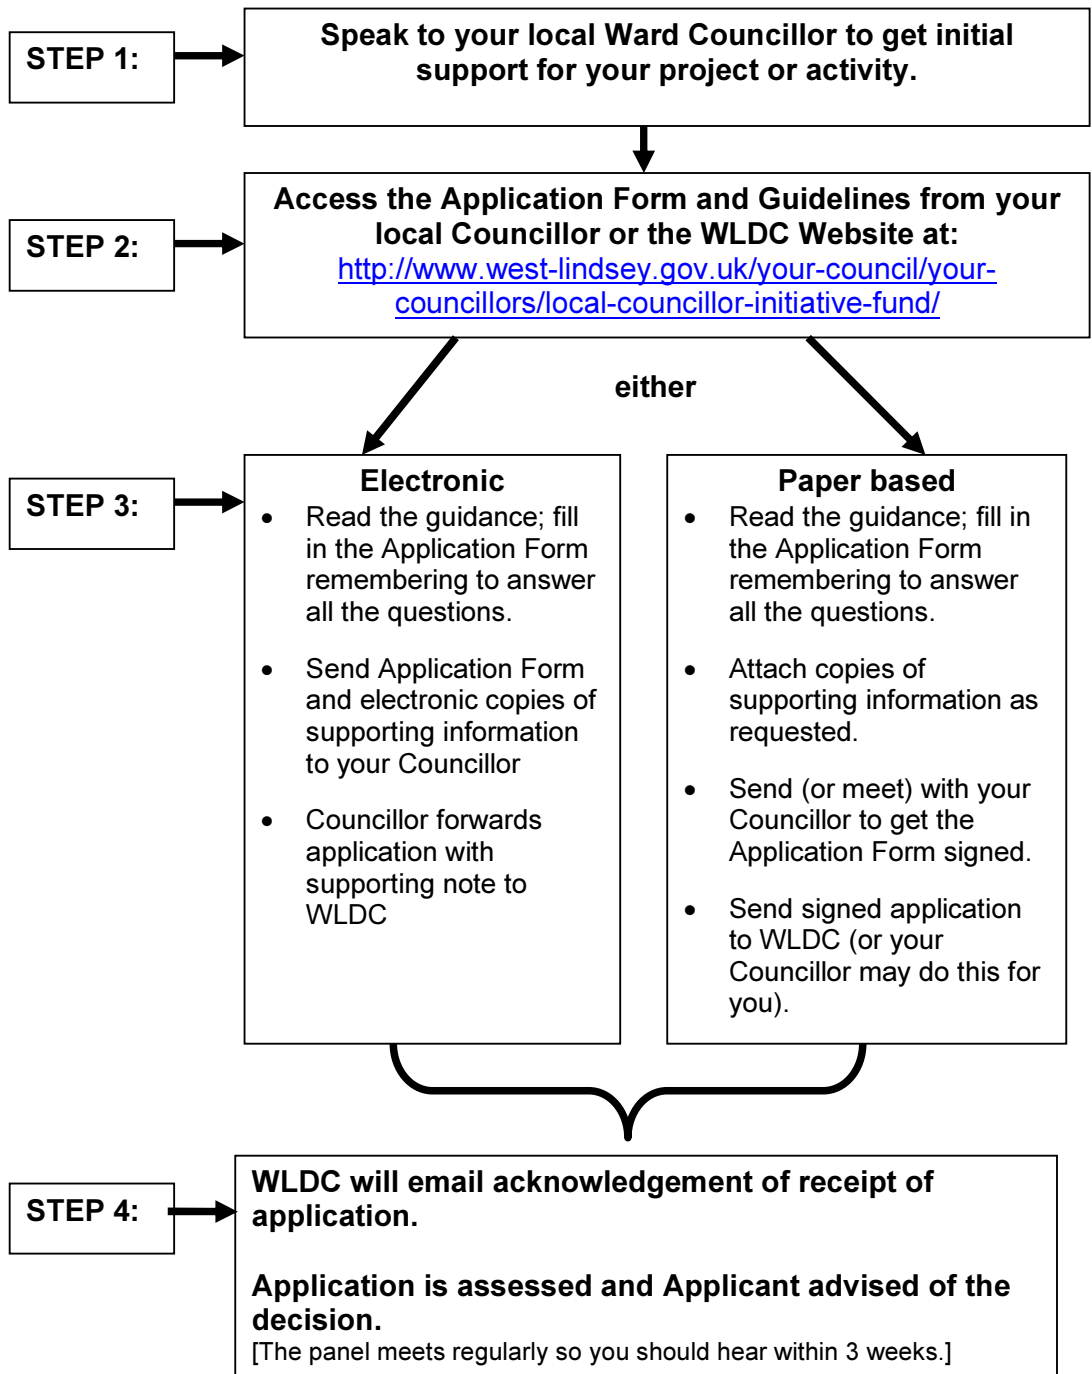 STEP 1:
Speak to your local Ward Councillor to get initial
support for your project or activity.
STEP 2:
Access the Application Form and Guidelines from your
local Councillor or the WLDC Website at:
http://www.west-lindsey.gov.uk/your-council/your-
councillors/local-councillor-initiative-fund/
either
STEP 3:
Electronic
• Read the guidance; fill
in the Application Form
remembering to answer
all the questions.
• Send Application Form
and electronic copies of
supporting information
to your Councillor
• Councillor forwards
application with
supporting note to
WLDC
Paper based
• Read the guidance; fill in
the Application Form
remembering to answer
all the questions.
• Attach copies of
supporting information as
requested.
• Send (or meet) with your
Councillor to get the
Application Form signed.
• Send signed application
to WLDC (or your
Councillor may do this for
you).
STEP 4:
WLDC will email acknowledgement of receipt of
application.
Application is assessed and Applicant advised of the
decision.
[The panel meets regularly so you should hear within 3 weeks.]